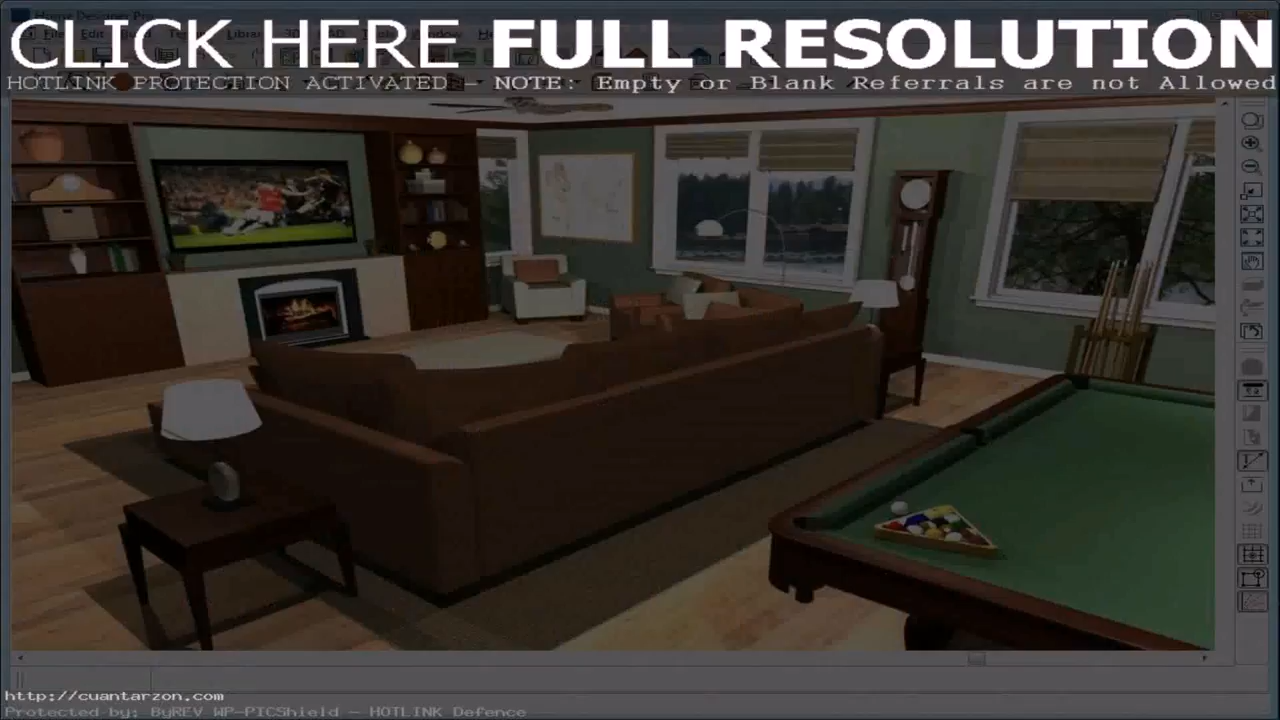 CLICK HERE FULL RESOLUTION
HOTLINK PROTECTION ACTIVATED – NOTE: Empty or Blank Referrals are not Allowed
http://cuantarzon.com
Protected by: ByREV WP-PICShield – HOTLINK Defence